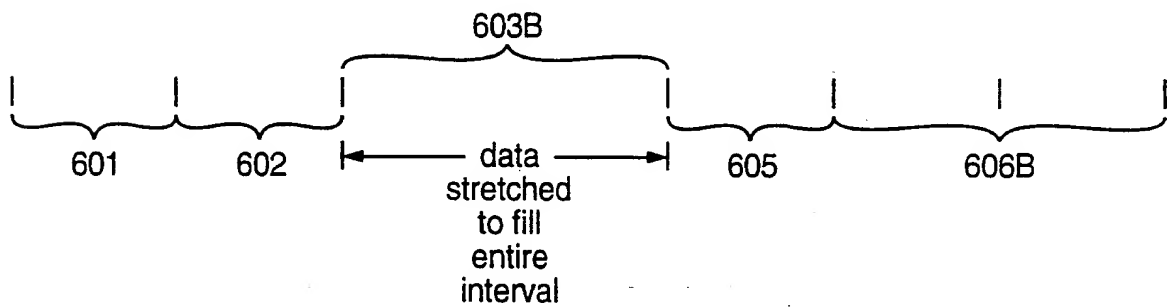 603B
601
602
605
606B
data
stretched
to fill
entire
interval